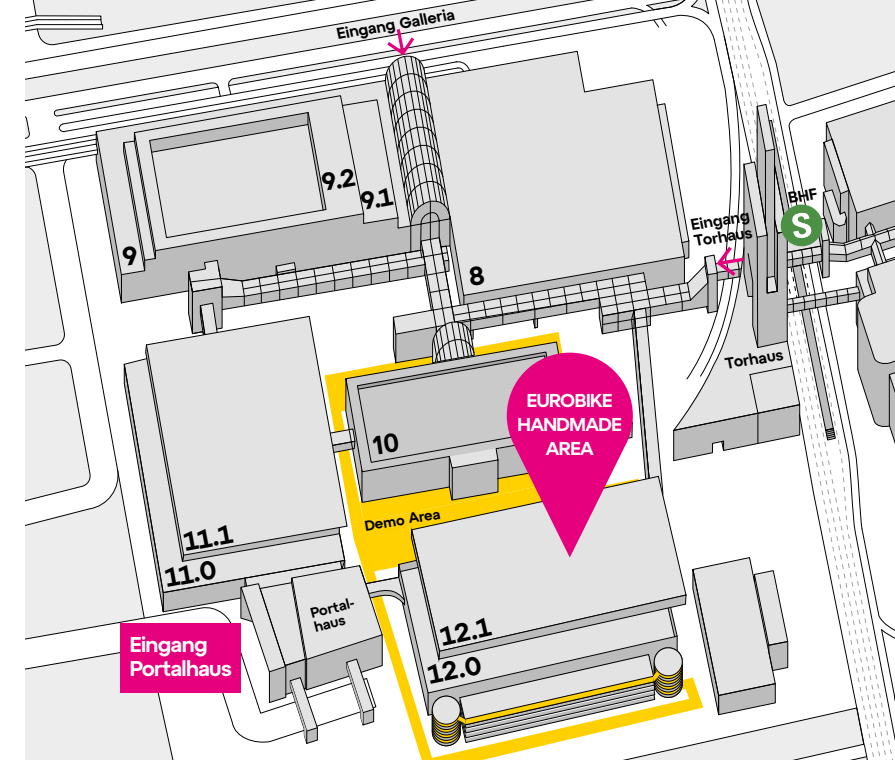 Eingang Galleria
9.2
9.1
9
8
BHF
S
Eingang
Torhaus
Torhaus
EUROBIKE
HANDMADE
AREA
10
Demo Area
11.1
11.0
Portal-
haus
12.1
12.0
Eingang
Portalhaus